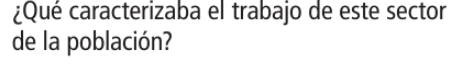 ¿Qué caracterizaba el trabajo de este sector
de la población?